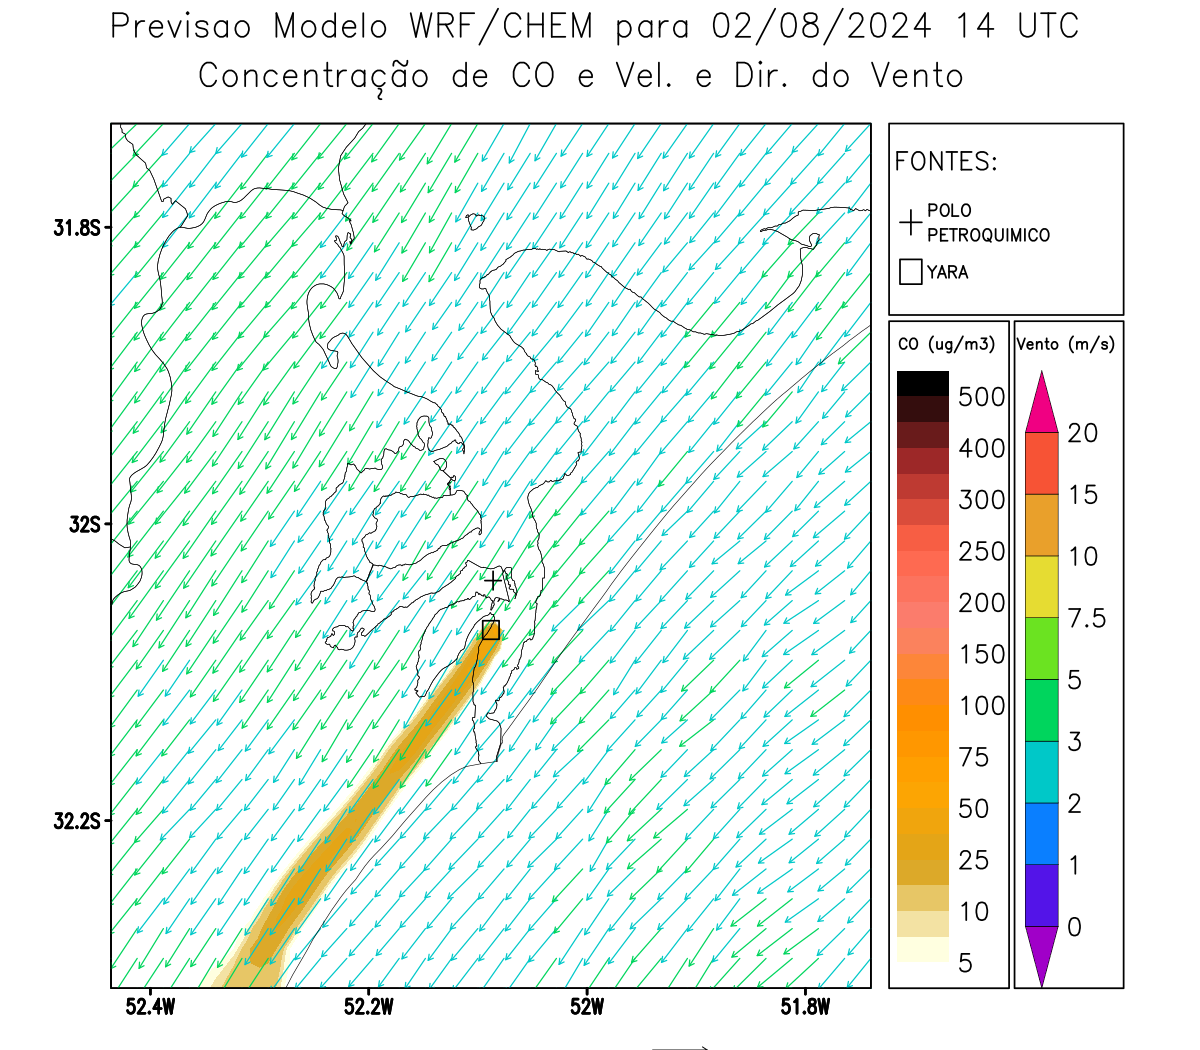 Previsao Modelo WRF/CHEM para 02/08/2024 14 UTC
Concentração de CO e Vel. e Dir. do Vento
FONTES:
POLO
PETROQUIMICO
YARA
CO (ug/m3)
500
400
300
250
200
150
100
75
50
25
10
5
Vento (m/s)
20
15
10
7.5
5
3
2
1
0
31.8S
32S
32.2S
52.4W
52.2W
52W
51.8W